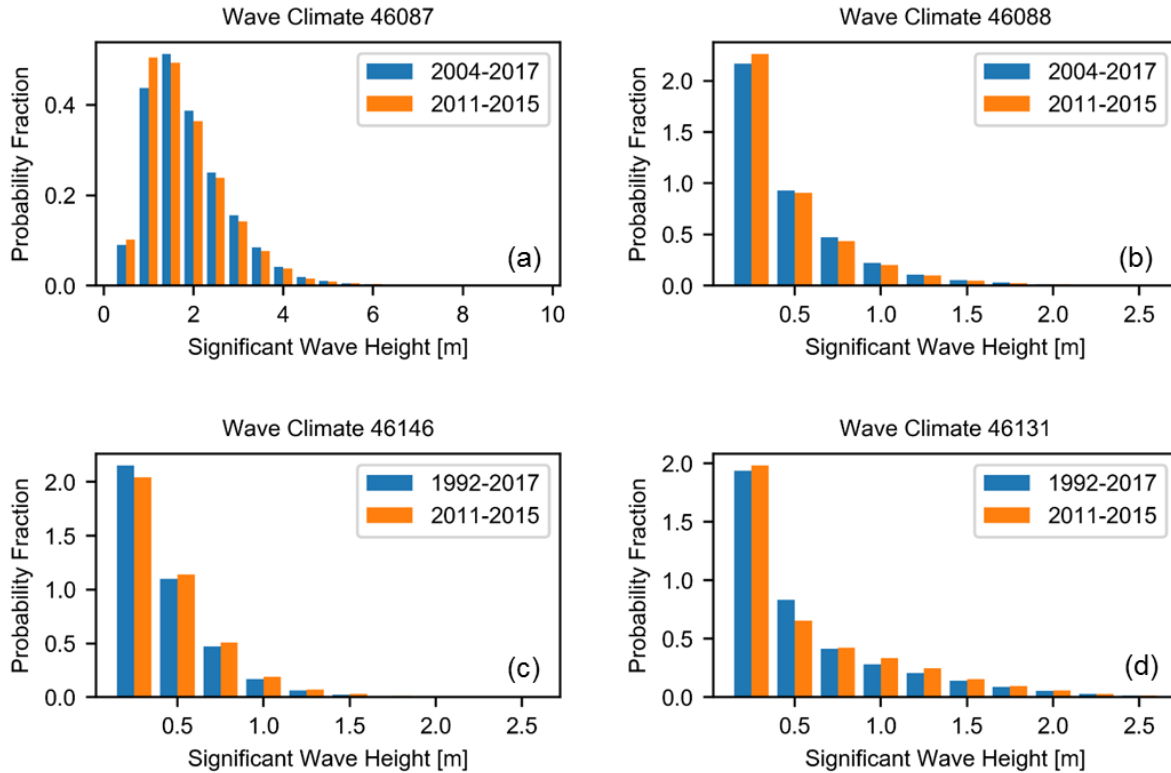 Wave Climate 46087
Probability Fraction
0.4
0.2
0.0
2004-2017
2011-2015
(a)
0 2 4 6 8 10
Significant Wave Height [m]
Wave Climate 46088
Probability Fraction
2.0
1.5
1.0
0.5
0.0
2004-2017
2011-2015
(b)
0.5 1.0 1.5 2.0 2.5
Significant Wave Height [m]
Wave Climate 46146
Probability Fraction
2.0
1.5
1.0
0.5
0.0
1992-2017
2011-2015
(c)
0.5 1.0 1.5 2.0 2.5
Significant Wave Height [m]
Wave Climate 46131
Probability Fraction
2.0
1.5
1.0
0.5
0.0
1992-2017
2011-2015
(d)
0.5 1.0 1.5 2.0 2.5
Significant Wave Height [m]